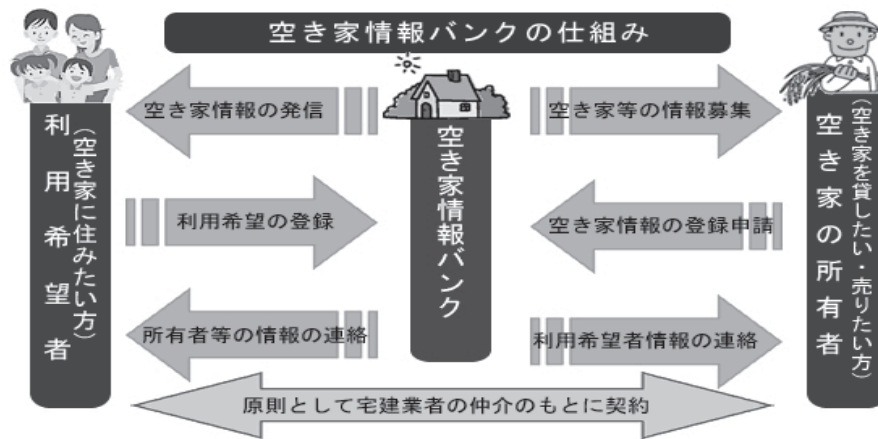 空き家情報バンクの仕組み
利用希望者
(空き家に住みたい方)
空き家情報の発信
利用希望の登録
所有者等の情報の連絡
空き家情報バンク
空き家等の情報募集
空き家情報の登録申請
利用希望者情報の連絡
空き家の所有者
(空き家を貸したい・売りたい方)
原則として宅建業者の仲介のもとに契約